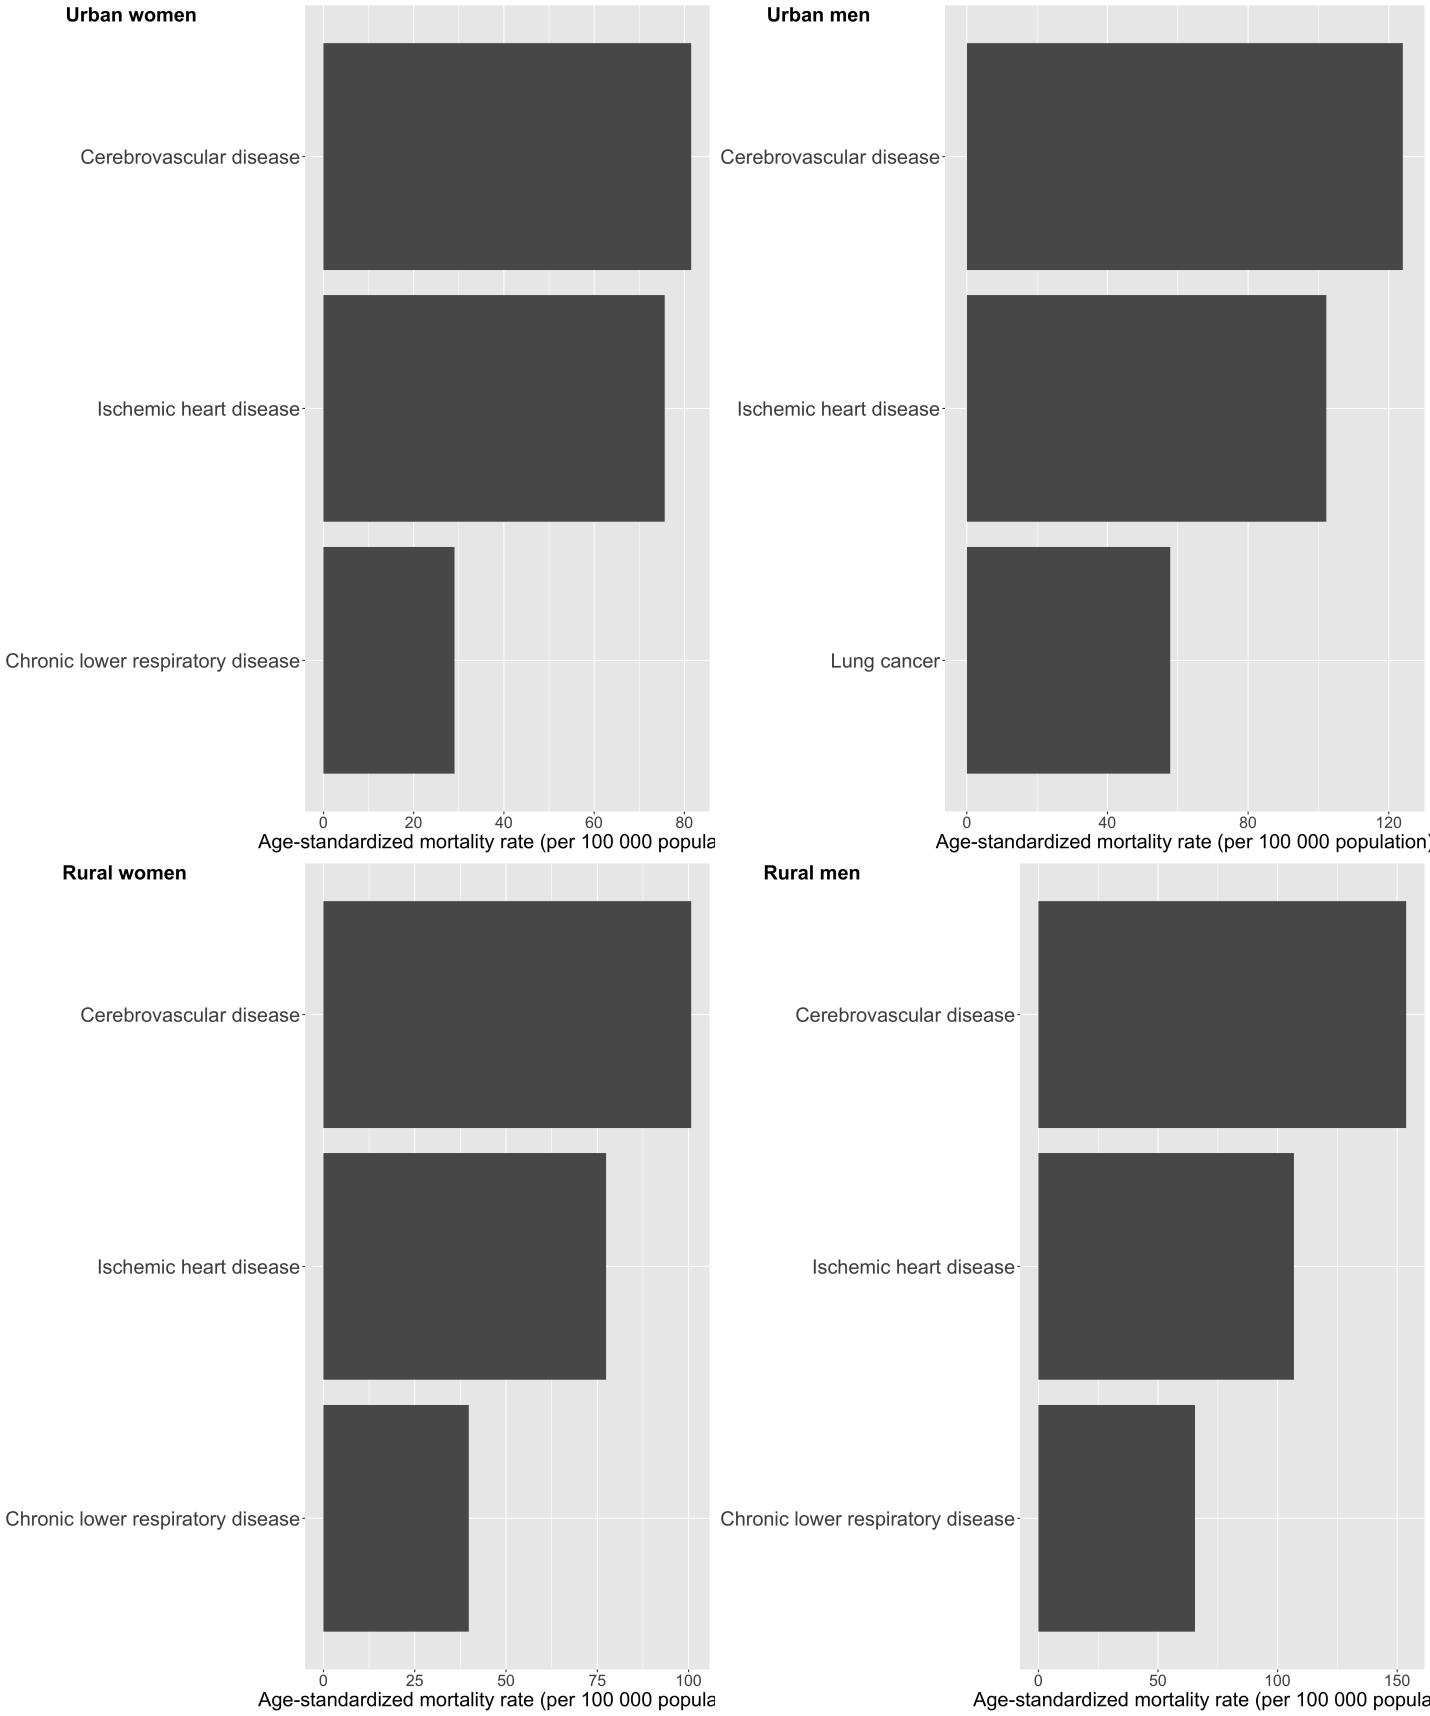 Urban women
Cerebrovascular disease
Ischemic heart disease
Chronic lower respiratory disease
0 20 40 60 80
Age-standardized mortality rate (per 100 000 popula
Urban men
Cerebrovascular disease
Ischemic heart disease
Lung cancer
0 40 80 120
Age-standardized mortality rate (per 100 000 population)
Rural women
Cerebrovascular disease
Ischemic heart disease
Chronic lower respiratory disease
0 25 50 75 100
Age-standardized mortality rate (per 100 000 popula
Rural men
Cerebrovascular disease
Ischemic heart disease
Chronic lower respiratory disease
0 50 100 150
Age-standardized mortality rate (per 100 000 popula